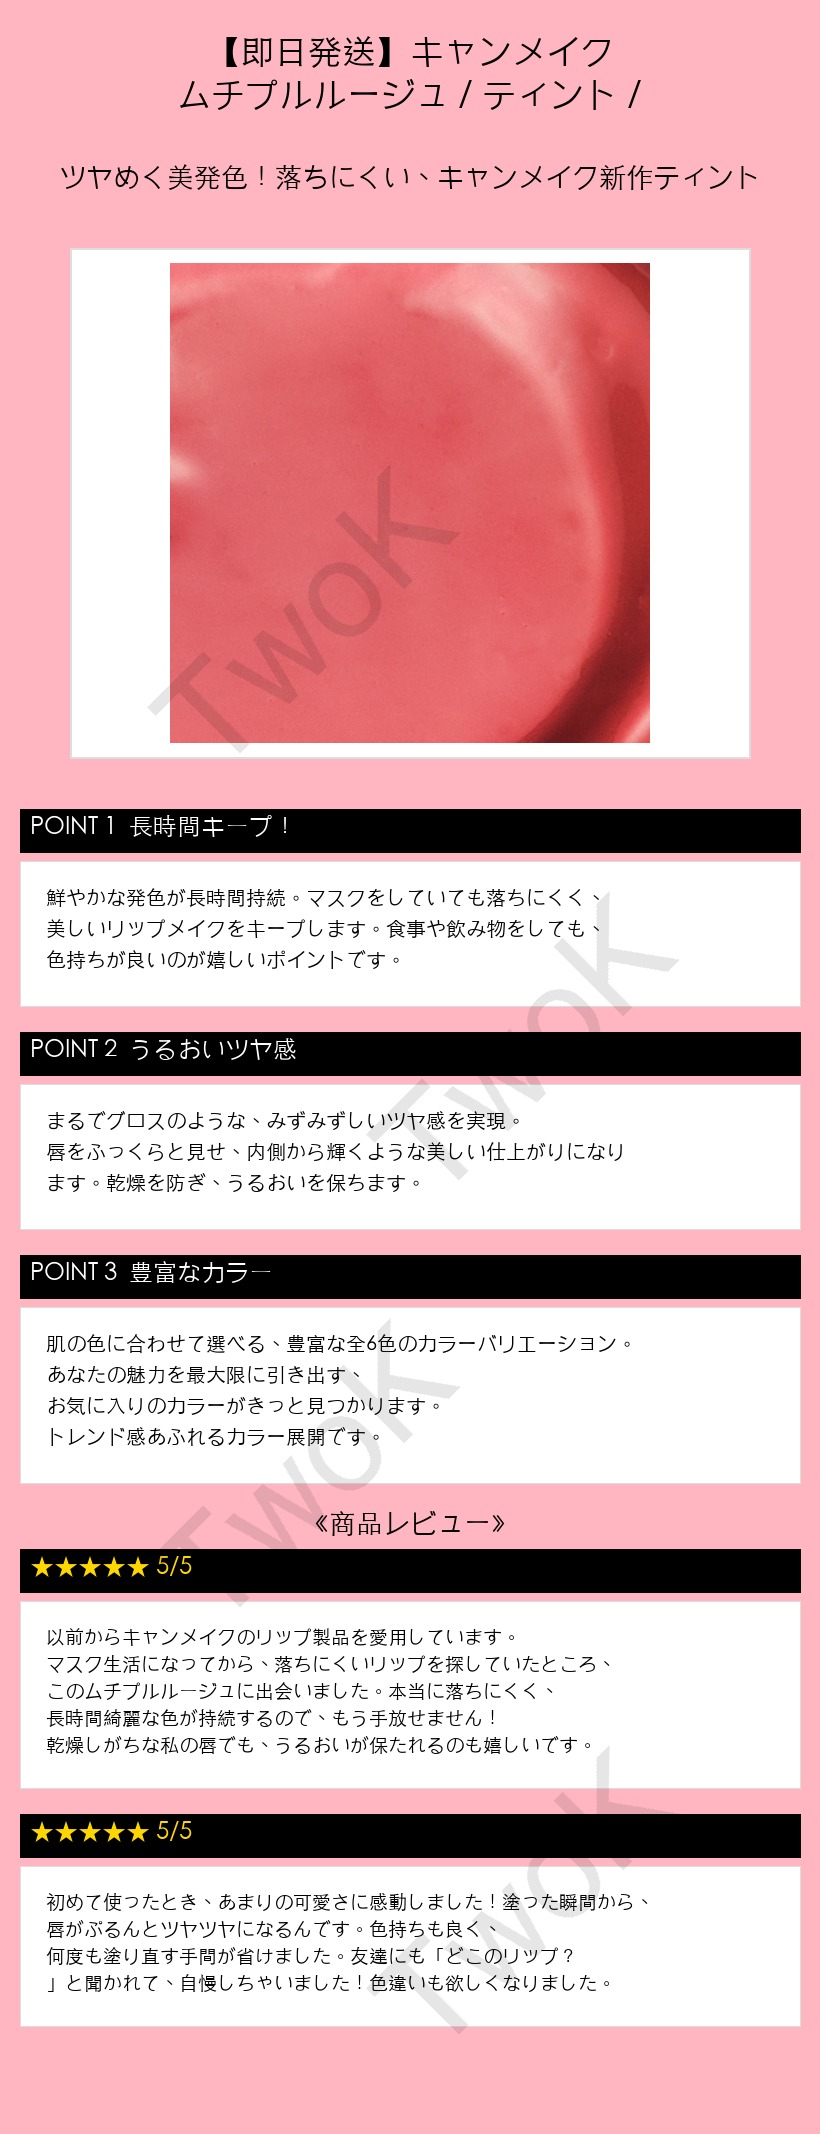 【即日発送】キャンメイク
ムチプルルージュ / ティント /
ツヤめく美発色！落ちにくい、キャンメイク新作ティント
TwoK
POINT 1 長時間キープ！
鮮やかな発色が長時間持続。マスクをしていても落ちにくく、
美しいリップメイクをキープします。食事や飲み物をしても、
色持ちが良いのが嬉しいポイントです。
TwoK
POINT 2 うるおいツヤ感
まるでグロスのような、みずみずしいツヤ感を実現。
唇をふっくらと見せ、内側から輝くような美しい仕上がりになり
ます。乾燥を防ぎ、うるおいを保ちます。
POINT 3 豊富なカラー
肌の色に合わせて選べる、豊富な全6色のカラーバリエーション。
あなたの魅力を最大限に引き出す、
お気に入りのカラーがきっと見つかります。
トレンド感あふれるカラー展開です。
TwoK
《商品レビュー》
★★★★★ 5/5
以前からキャンメイクのリップ製品を愛用しています。
マスク生活になってから、落ちにくいリップを探していたところ、
このムチプルルージュに出会いました。本当に落ちにくく、
長時間綺麗な色が持続するので、もう手放せません！
乾燥しがちな私の唇でも、うるおいが保たれるのも嬉しいです。
★★★★★ 5/5
初めて使ったとき、あまりの可愛さに感動しました！塗った瞬間から、
唇がぷるんとツヤツヤになるんです。色持ちも良く、
何度も塗り直す手間が省けました。友達にも「どこのリップ？
」と聞かれて、自慢しちゃいました！色違いも欲しくなりました。
TwoK